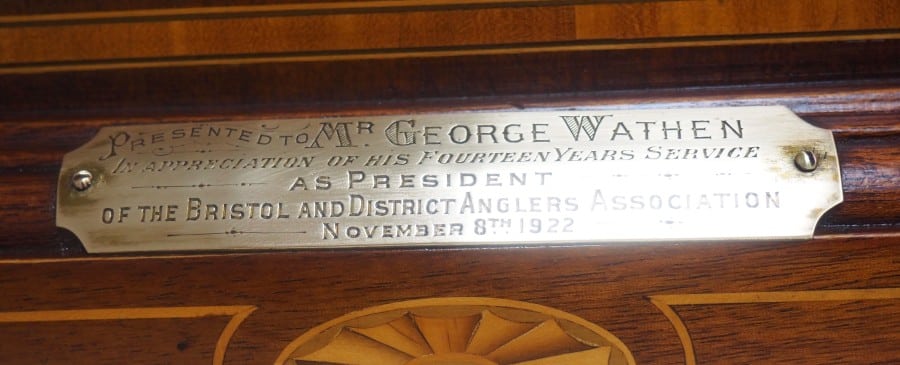 Presented to Mr. George Wathen
In appreciation of his Fourteen Years Service
as President
of the Bristol and District Anglers Association
November 8th 1922